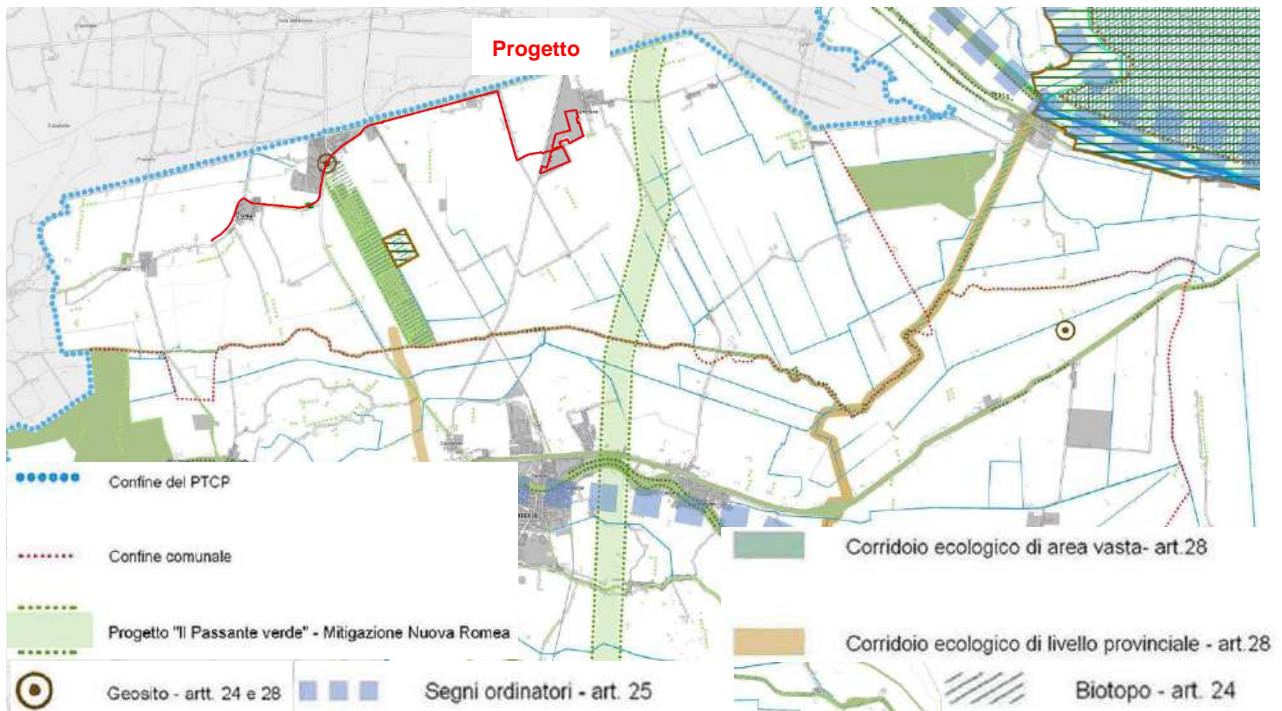 Progetto
Confine del PTCP
Confine comunale
Progetto "Il Passante verde" - Mitigazione Nuova Romea
Geosito - artt. 24 e 28
Segni ordinatori - art. 25
Corridoio ecologico di area vasta- art.28
Corridoio ecologico di livello provinciale - art.28
Biotopo - art. 24